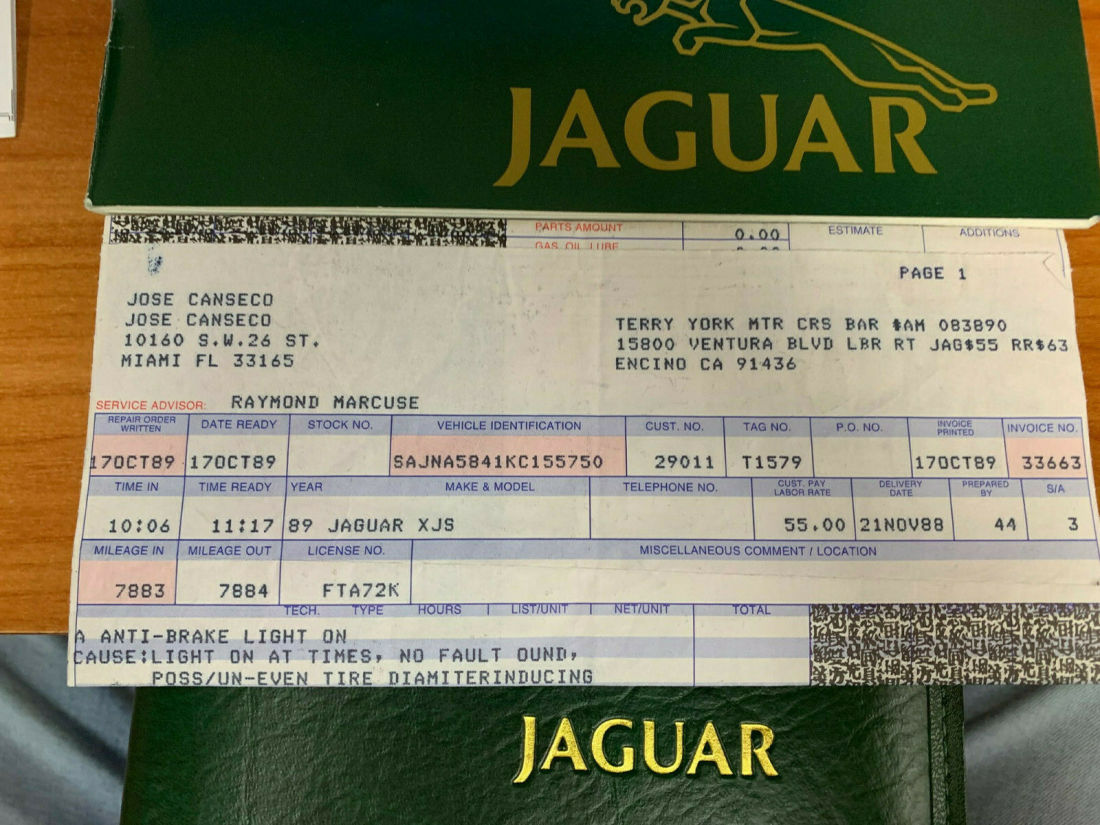 JAGUAR
PARTS AMOUNT 0.00 ESTIMATE ADDITIONS
GAS, OIL, LUBE
PAGE 1
JOSE CANSECO
JOSE CANSECO
10160 S.W.26 ST.
MIAMI FL 33165
TERRY YORK MTR CRS BAR $AM 083890
15800 VENTURA BLVD LBR RT JAG$55 RR$63
ENCINO CA 91436
SERVICE ADVISOR: RAYMOND MARCUSE
REPAIR ORDER WRITTEN DATE READY STOCK NO. VEHICLE IDENTIFICATION CUST. NO. TAG NO. P.O. NO. INVOICE PRINTED INVOICE NO.
17OCT89 17OCT89 SAJNA5841KC155750 29011 T1579 17OCT89 33663
TIME IN TIME READY YEAR MAKE & MODEL TELEPHONE NO. CUST. PAY LABOR RATE DELIVERY DATE PREPARED BY S/A
10:06 11:17 89 JAGUAR XJS 55.00 21NOV88 44 3
MILEAGE IN MILEAGE OUT LICENSE NO. MISCELLANEOUS COMMENT / LOCATION
7883 7884 FTA72K
TECH. TYPE HOURS LIST/UNIT NET/UNIT TOTAL
A ANTI-BRAKE LIGHT ON
CAUSE:LIGHT ON AT TIMES, NO FAULT OUND,
POSS/UN-EVEN TIRE DIAMITERINDUCING
JAGUAR